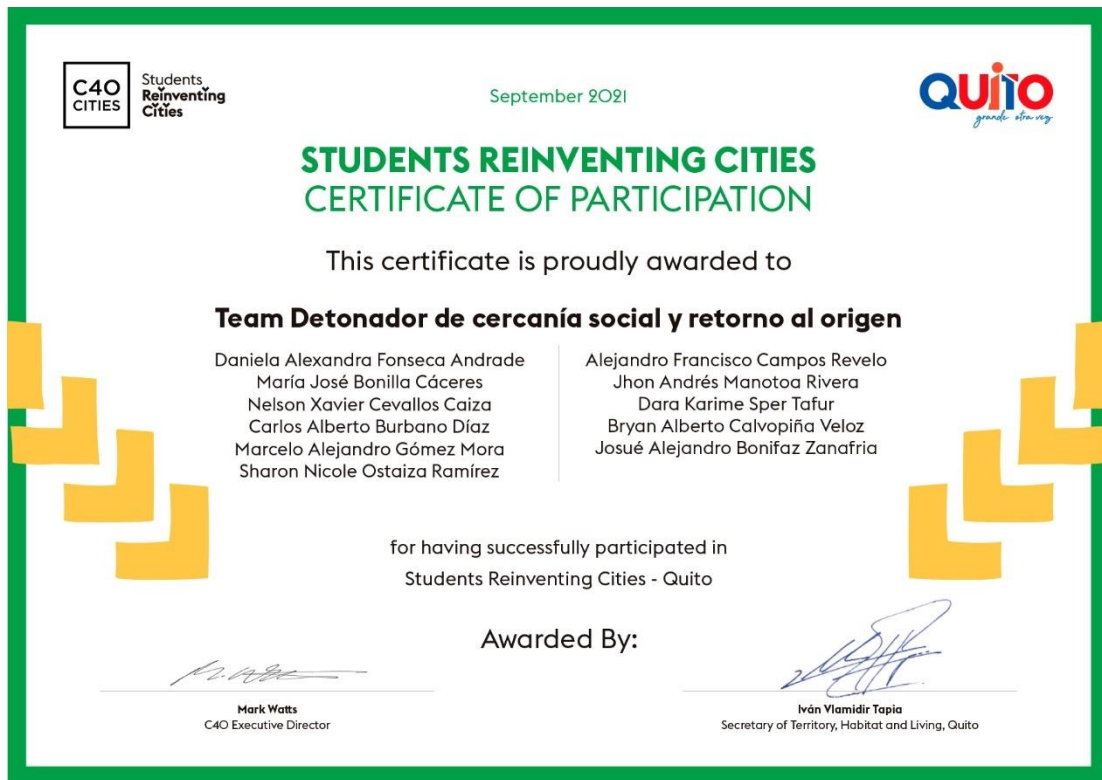 C40
CITIES
Students
Reinventing
Cities
September 2021
QUITO
grande otra vez
STUDENTS REINVENTING CITIES
CERTIFICATE OF PARTICIPATION
This certificate is proudly awarded to
Team Detonador de cercanía social y retorno al origen
Daniela Alexandra Fonseca Andrade
María José Bonilla Cáceres
Nelson Xavier Cevallos Caiza
Carlos Alberto Burbano Díaz
Marcelo Alejandro Gómez Mora
Sharon Nicole Ostaiza Ramírez
Alejandro Francisco Campos Revelo
Jhon Andrés Manotoa Rivera
Dara Karime Sper Tafur
Bryan Alberto Calvopiña Veloz
Josué Alejandro Bonifaz Zanafria
for having successfully participated in
Students Reinventing Cities - Quito
Awarded By:
Mark Watts
C40 Executive Director
Iván Vlamidir Tapia
Secretary of Territory, Habitat and Living, Quito